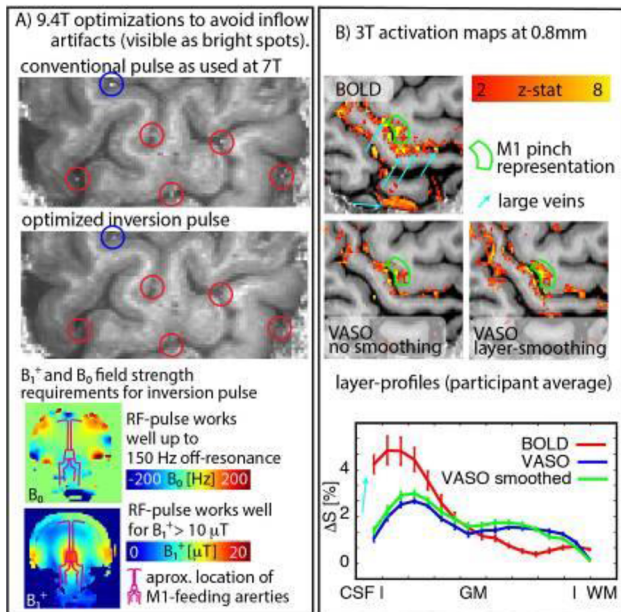 A) 9.4T optimizations to avoid inflow
artifacts (visible as bright spots).
conventional pulse as used at 7T
optimized inversion pulse
B₁⁺ and B₀ field strength
requirements for inversion pulse
B₀
RF-pulse works
well up to
150 Hz off-resonance
-200 B₀ [Hz] 200
B₁⁺
RF-pulse works well
for B₁⁺> 10 µT
0 B₁⁺ [µT] 20
aprox. location of
M1-feeding arerties
B) 3T activation maps at 0.8mm
BOLD
2 z-stat 8
M1 pinch
representation
large veins
VASO
no smoothing
VASO
layer-smoothing
layer-profiles (participant average)
BOLD
VASO
VASO smoothed
ΔS [%]
4
2
0
CSF I GM I WM